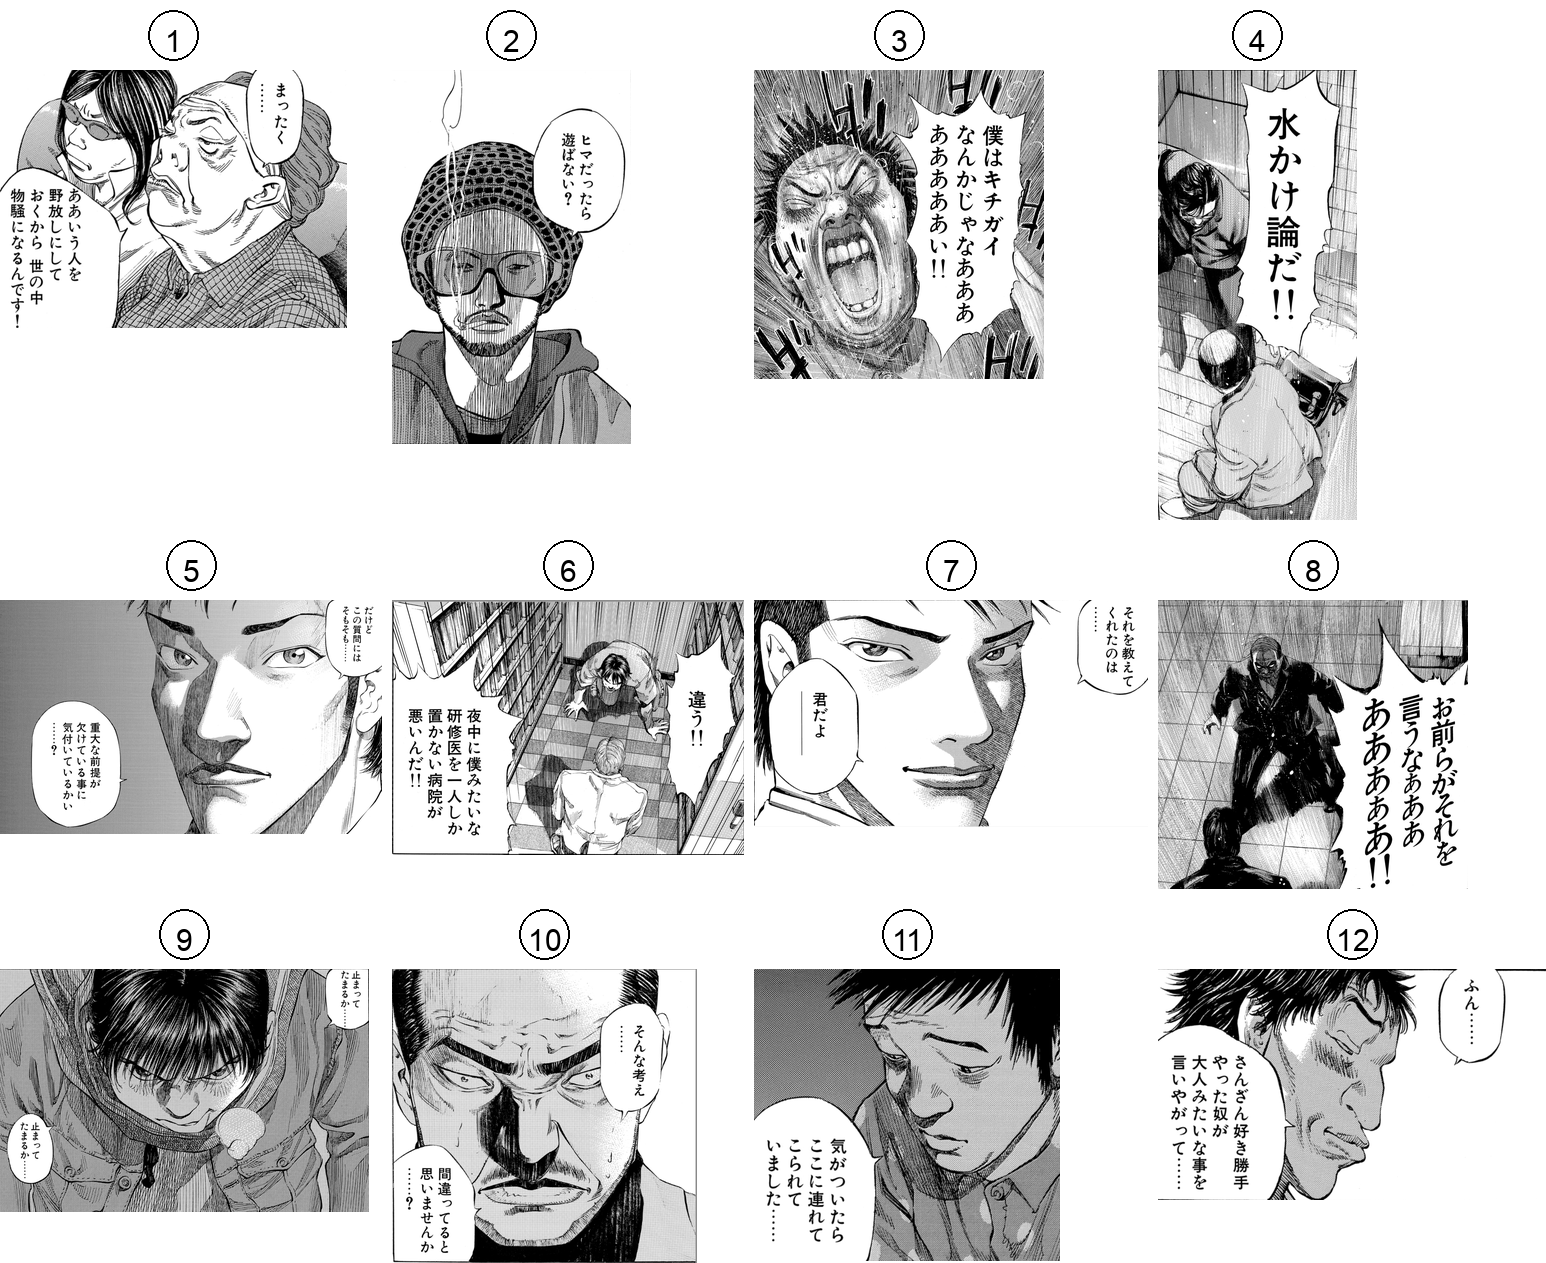 1
まったく
……
ああいう人を
野放しにして
おくから 世の中
物騒になるんです！
2
ヒマだったら
遊ばない？
3
僕はキチガイ
なんかじゃなあああ
ああああああい!!
ガガガガ
4
水かけ論だ!!
5
だけど
この質問には
そもそも……
重大な前提が
欠けている事に
気付いているかい
……？
6
違う!!
夜中に僕みたいな
研修医を一人しか
置かない病院が
悪いんだ!!
7
それを教えて
くれたのは
……
君だよ
──
8
お前らがそれを
言うなぁぁああ
ああああああ!!
9
止まって
たまるか……
止まって
たまるか……
10
そんな考え
……
間違ってると
思いませんか
……？
11
気がついたら
ここに連れて
こられて
いました……
12
ふん……
さんざん好き勝手
やった奴が
大人みたいな事を
言いやがって……